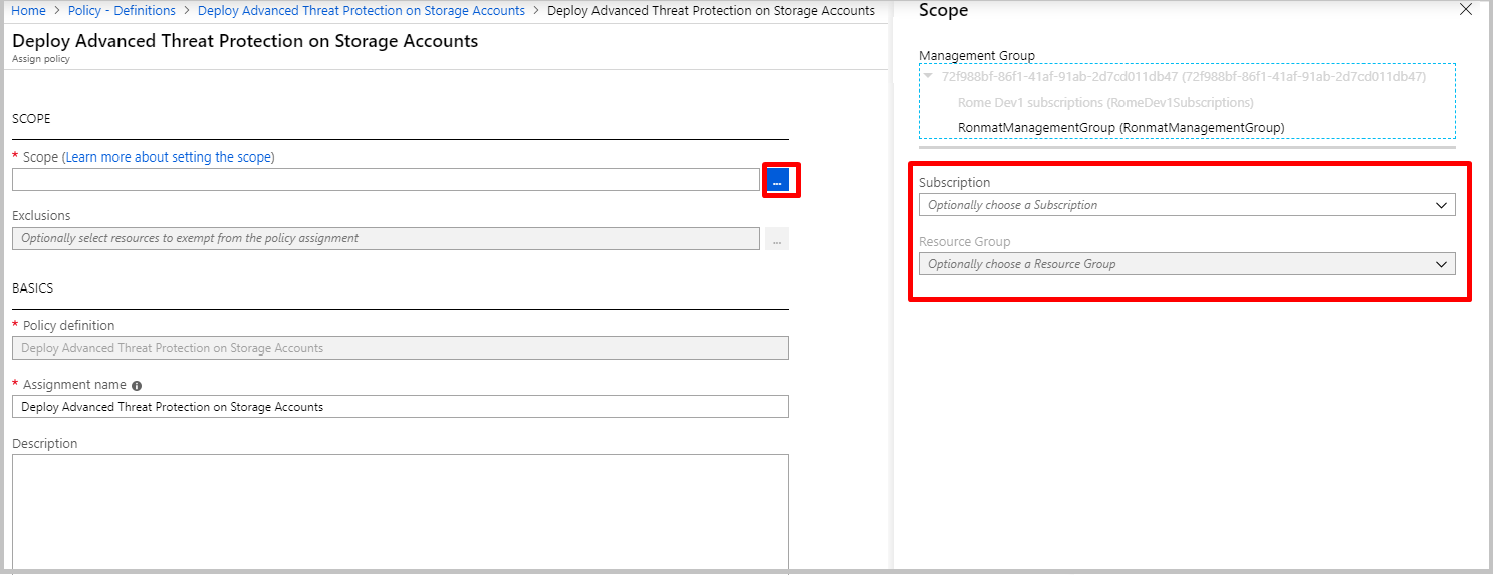 Home > Policy - Definitions > Deploy Advanced Threat Protection on Storage Accounts > Deploy Advanced Threat Protection on Storage Accounts
Deploy Advanced Threat Protection on Storage Accounts
Assign policy
SCOPE
* Scope (Learn more about setting the scope)
...
Exclusions
Optionally select resources to exempt from the policy assignment
...
BASICS
* Policy definition
Deploy Advanced Threat Protection on Storage Accounts
* Assignment name
Deploy Advanced Threat Protection on Storage Accounts
Description
Scope
Management Group
72f988bf-86f1-41af-91ab-2d7cd011db47 (72f988bf-86f1-41af-91ab-2d7cd011db47)
Rome Dev1 subscriptions (RomeDev1Subscriptions)
RonmatManagementGroup (RonmatManagementGroup)
Subscription
Optionally choose a Subscription
Resource Group
Optionally choose a Resource Group